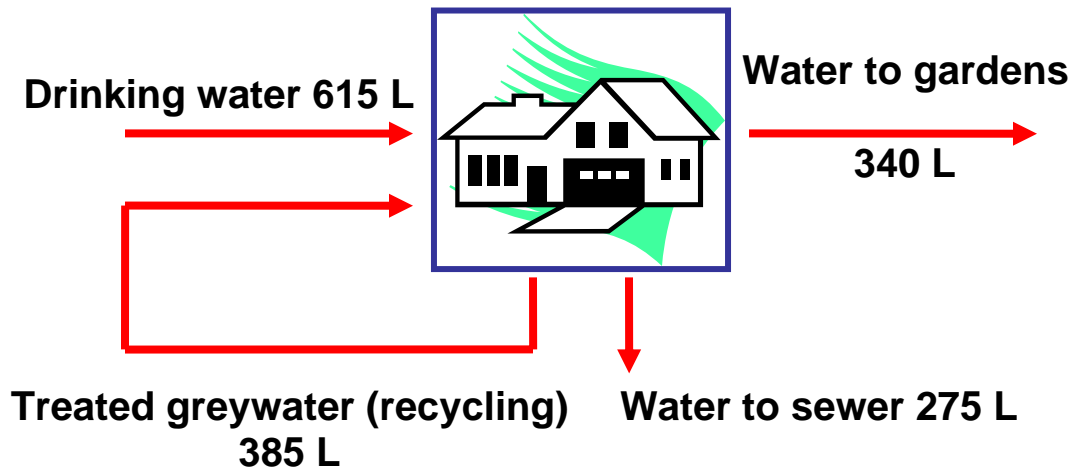 Drinking water 615 L
Water to gardens
340 L
Treated greywater (recycling)
385 L
Water to sewer 275 L